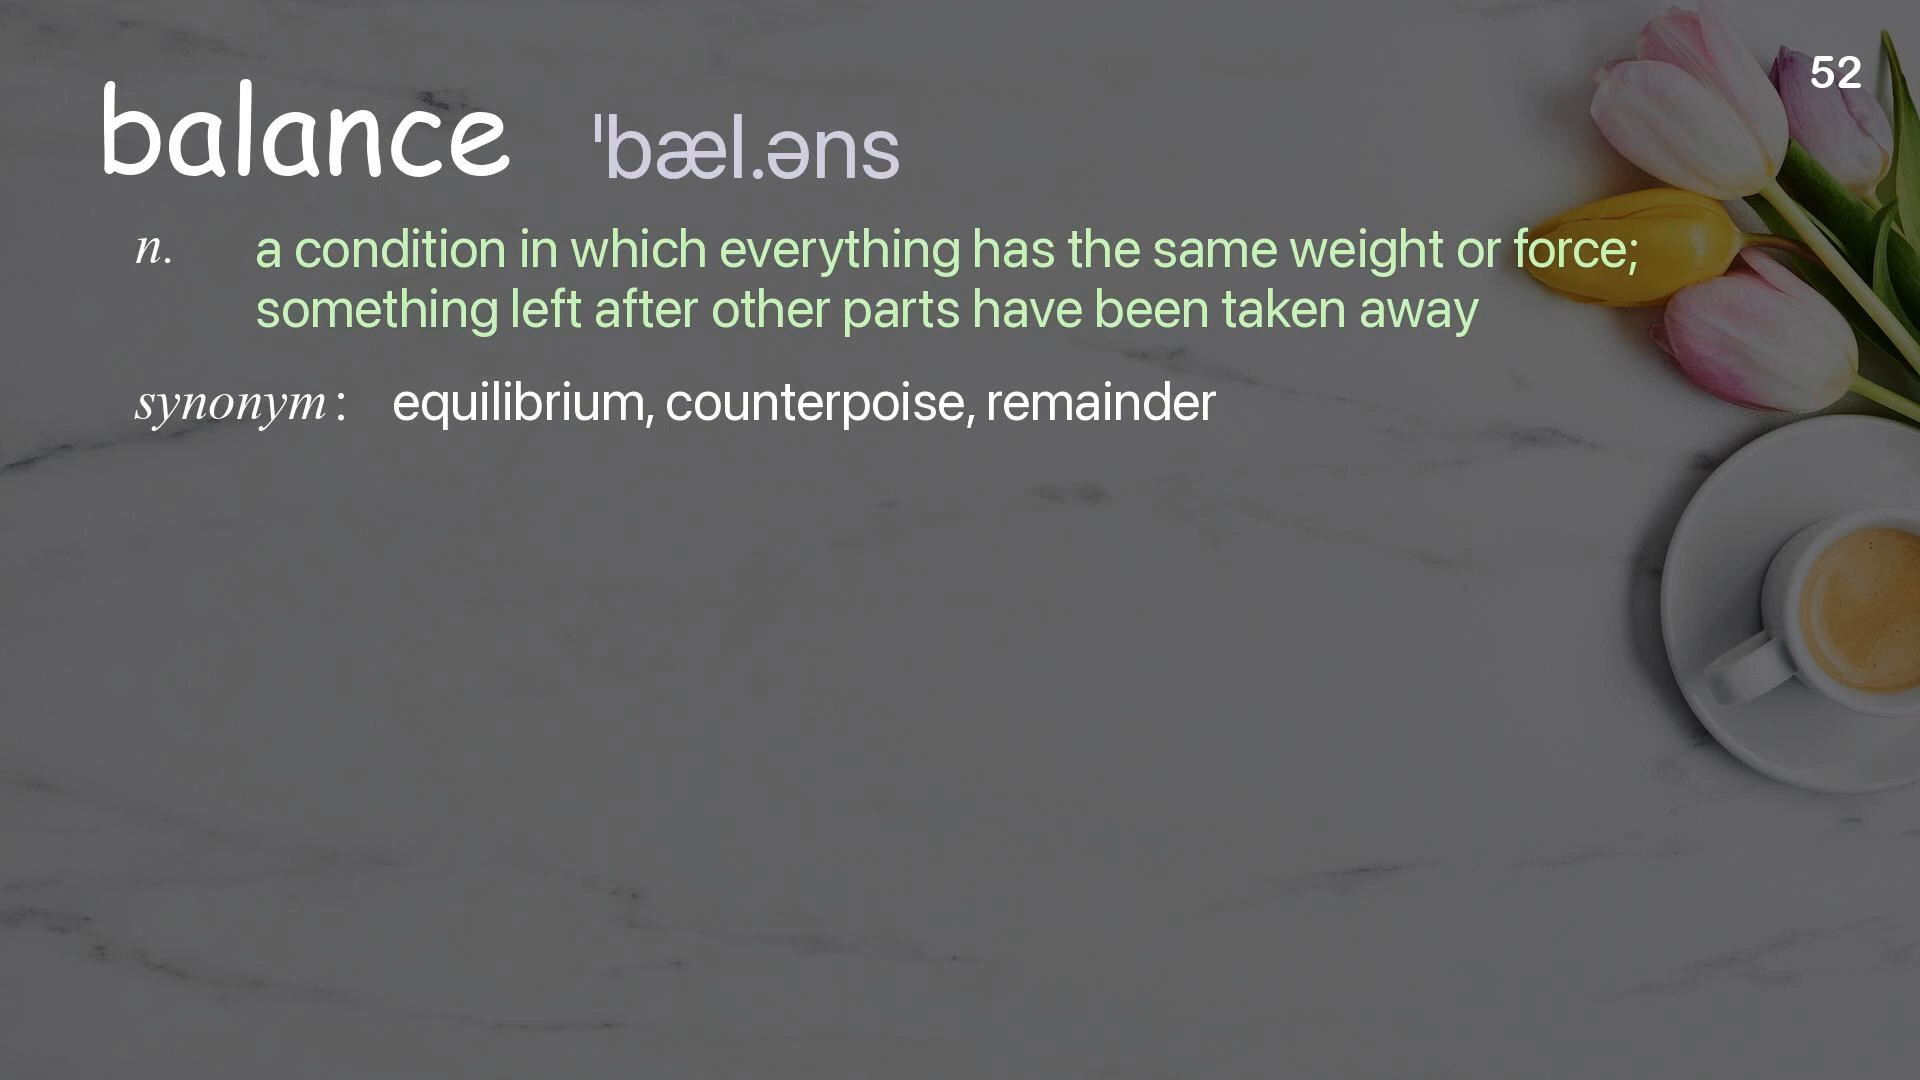 52
balance ˈbæl.əns
n. a condition in which everything has the same weight or force;
something left after other parts have been taken away
synonym : equilibrium, counterpoise, remainder